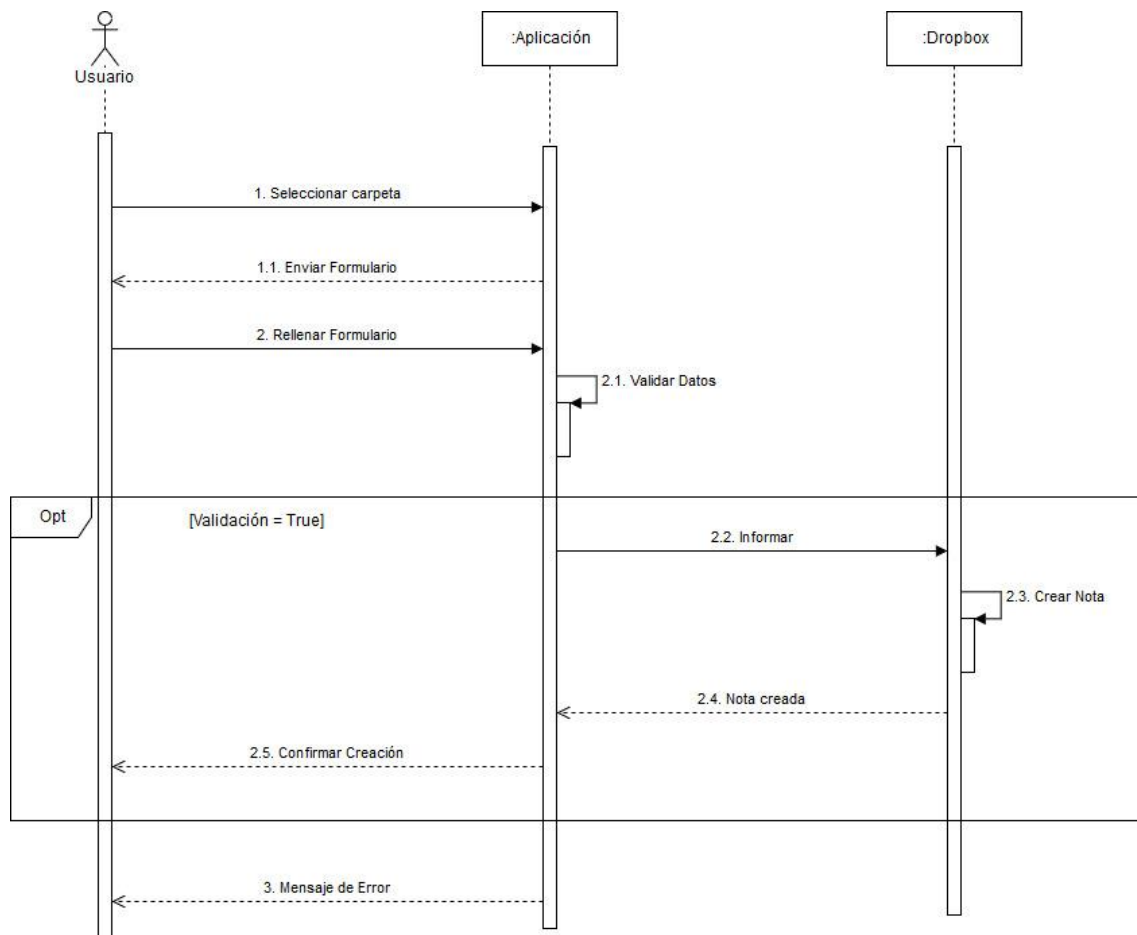 :Aplicación
:Dropbox
Usuario
1. Seleccionar carpeta
1.1. Enviar Formulario
2. Rellenar Formulario
2.1. Validar Datos
Opt
[Validación = True]
2.2. Informar
2.3. Crear Nota
2.4. Nota creada
2.5. Confirmar Creación
3. Mensaje de Error